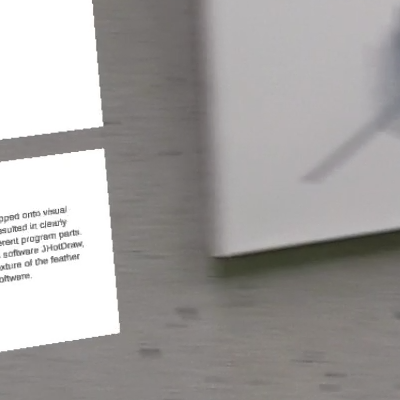 pped onto visual
esulted in clearly
erent program parts.
software JHotDraw,
xture of the feather
oftware.